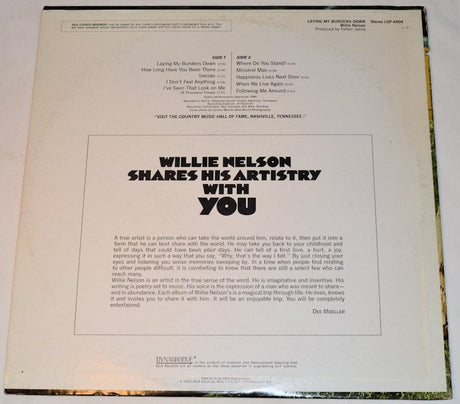 LAYING MY BURDENS DOWN Stereo LSP-4404
Willie Nelson
Produced by Felton Jarvis
SIDE 1
Laying My Burdens Down
How Long Have You Been There
Senses
I Don't Feel Anything
I've Seen That Look on Me
(A Thousand Times)
SIDE 2
Where Do You Stand?
Minstrel Man
Happiness Lives Next Door
When We Live Again
Following Me Around
"VISIT THE COUNTRY MUSIC HALL OF FAME, NASHVILLE, TENNESSEE."
WILLIE NELSON
SHARES HIS ARTISTRY
WITH
YOU
A true artist is a person who can take the world around him, relate to it, then put it into a
form that he can best share with the world. He may take you back to your childhood and
tell of days that could have been your days. He can tell of a first love, a hurt, a joy,
expressing it in such a way that you say, "Why, that's the way I felt." By just closing your
eyes and listening you sense memories sweeping by. In a time when people find relating
to other people difficult, it is comforting to know that there are still a select few who can
reach many.
Willie Nelson is an artist in the true sense of the word. He is imaginative and inventive. His
writing is poetry set to music. His voice is the expression of a man who was meant to share—
and in abundance. Each album of Willie Nelson's is a magical trip through life. He lives, knows
it and invites you to share it with him. It will be an enjoyable trip. You will be completely
entertained.
DEE MOELLER
DYNAGROOVE